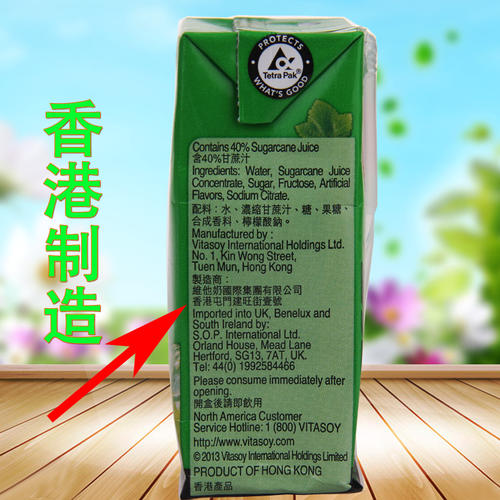 香港制造
PROTECTS
Tetra Pak®
WHAT'S GOOD
Contains 40% Sugarcane Juice
含40%甘蔗汁
Ingredients: Water, Sugarcane Juice
Concentrate, Sugar, Fructose, Artificial
Flavors, Sodium Citrate.
配料：水、濃縮甘蔗汁、糖、果糖、
合成香料、檸檬酸鈉。
Manufactured by :
Vitasoy International Holdings Ltd.
No. 1, Kin Wong Street,
Tuen Mun, Hong Kong
製造商：
維他奶國際集團有限公司
香港屯門建旺街壹號
Imported into UK, Benelux and
South Ireland by:
S.O.P. International Ltd.
Orland House, Mead Lane
Hertford, SG13, 7AT, UK.
Tel: 44(0) 1992584466
Please consume immediately after
opening.
開盒後請即飲用
North America Customer
Service Hotline: 1 (800) VITASOY
http://www.vitasoy.com
© 2013 Vitasoy International Holdings Limited
PRODUCT OF HONG KONG
香港產品